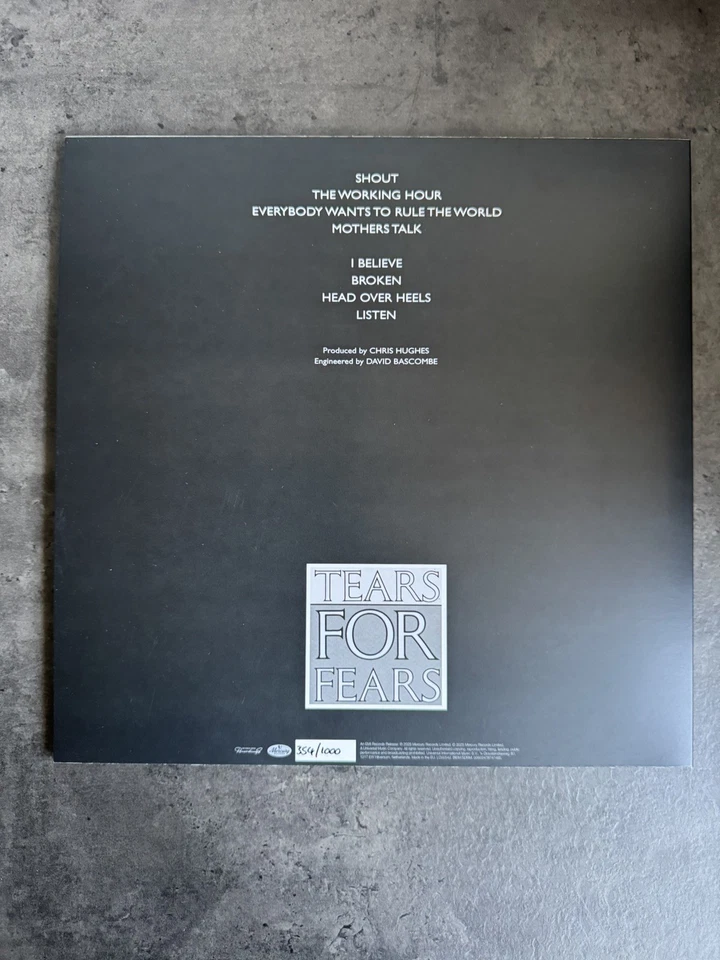 SHOUT
THE WORKING HOUR
EVERYBODY WANTS TO RULE THE WORLD
MOTHERS TALK
I BELIEVE
BROKEN
HEAD OVER HEELS
LISTEN
Produced by CHRIS HUGHES
Engineered by DAVID BASCOMBE
TEARS
FOR
FEARS
Mercury
354/1000